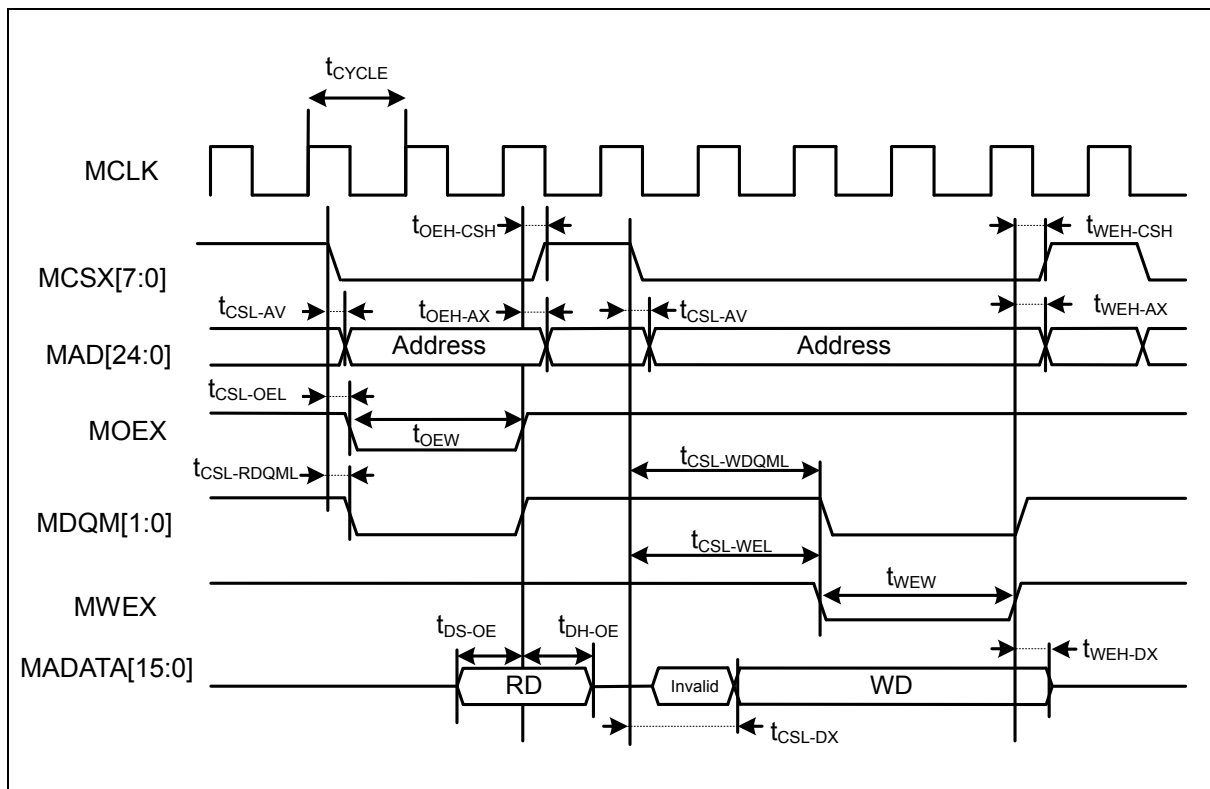 tCYCLE
MCLK
tOEH-CSH
tWEH-CSH
MCSX[7:0]
tCSL-AV
tOEH-AX
tCSL-AV
tWEH-AX
MAD[24:0]
Address
Address
tCSL-OEL
MOEX
tOEW
tCSL-RDQML
tCSL-WDQML
MDQM[1:0]
tCSL-WEL
tWEW
MWEX
tDS-OE
tDH-OE
tWEH-DX
MADATA[15:0]
RD
Invalid
WD
tCSL-DX